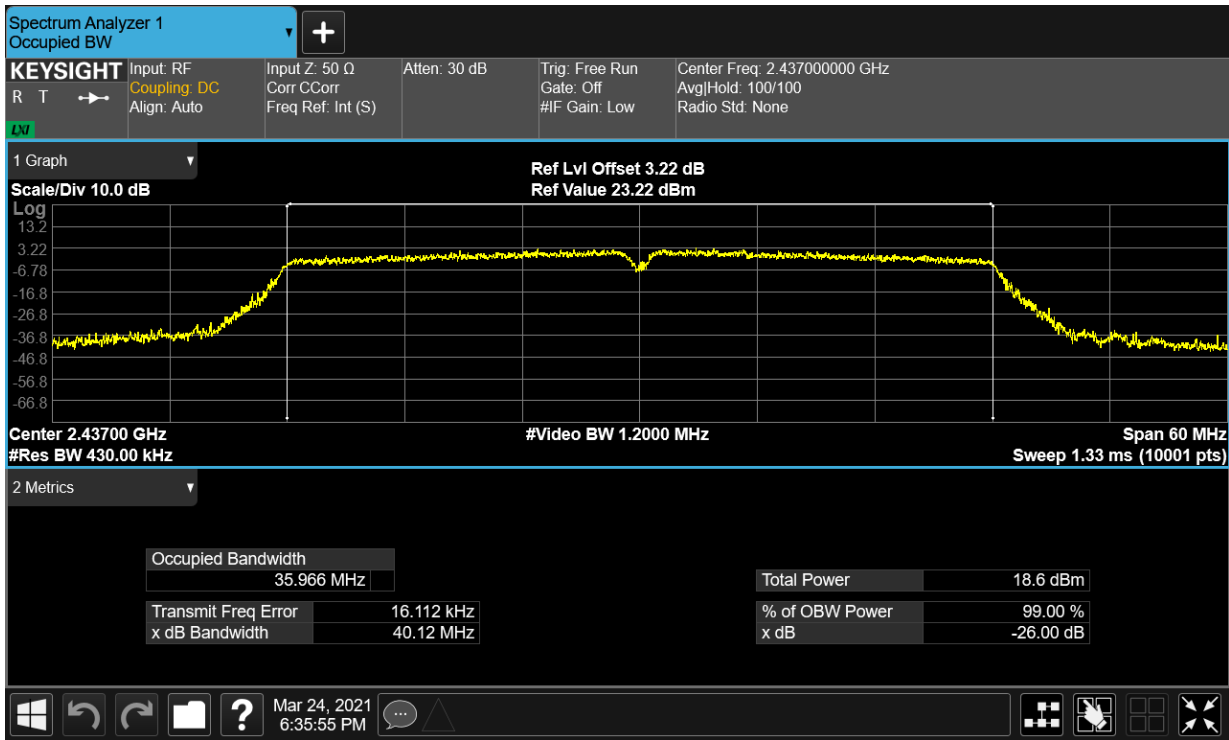 Spectrum Analyzer 1
Occupied BW
KEYSIGHT
R T
LXI
Input: RF
Coupling: DC
Align: Auto
Input Z: 50 Ω
Corr CCorr
Freq Ref: Int (S)
Atten: 30 dB
Trig: Free Run
Gate: Off
#IF Gain: Low
Center Freq: 2.437000000 GHz
Avg|Hold: 100/100
Radio Std: None
1 Graph
Scale/Div 10.0 dB
Ref Lvl Offset 3.22 dB
Ref Value 23.22 dBm
Log
13.2
3.22
-6.78
-16.8
-26.8
-36.8
-46.8
-56.8
-66.8
Center 2.43700 GHz
#Video BW 1.2000 MHz
Span 60 MHz
#Res BW 430.00 kHz
Sweep 1.33 ms (10001 pts)
2 Metrics
Occupied Bandwidth
35.966 MHz
Total Power 18.6 dBm
Transmit Freq Error 16.112 kHz
% of OBW Power 99.00 %
x dB Bandwidth 40.12 MHz
x dB -26.00 dB
?
Mar 24, 2021
6:35:55 PM